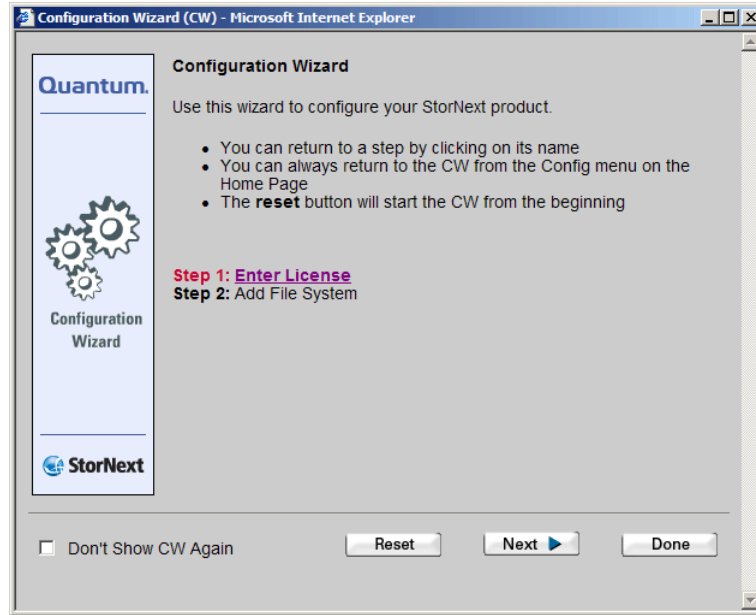 Configuration Wizard (CW) - Microsoft Internet Explorer
Quantum.
Configuration
Wizard
StorNext
Configuration Wizard
Use this wizard to configure your StorNext product.
• You can return to a step by clicking on its name
• You can always return to the CW from the Config menu on the
Home Page
• The reset button will start the CW from the beginning
Step 1: Enter License
Step 2: Add File System
Don't Show CW Again
Reset
Next
Done